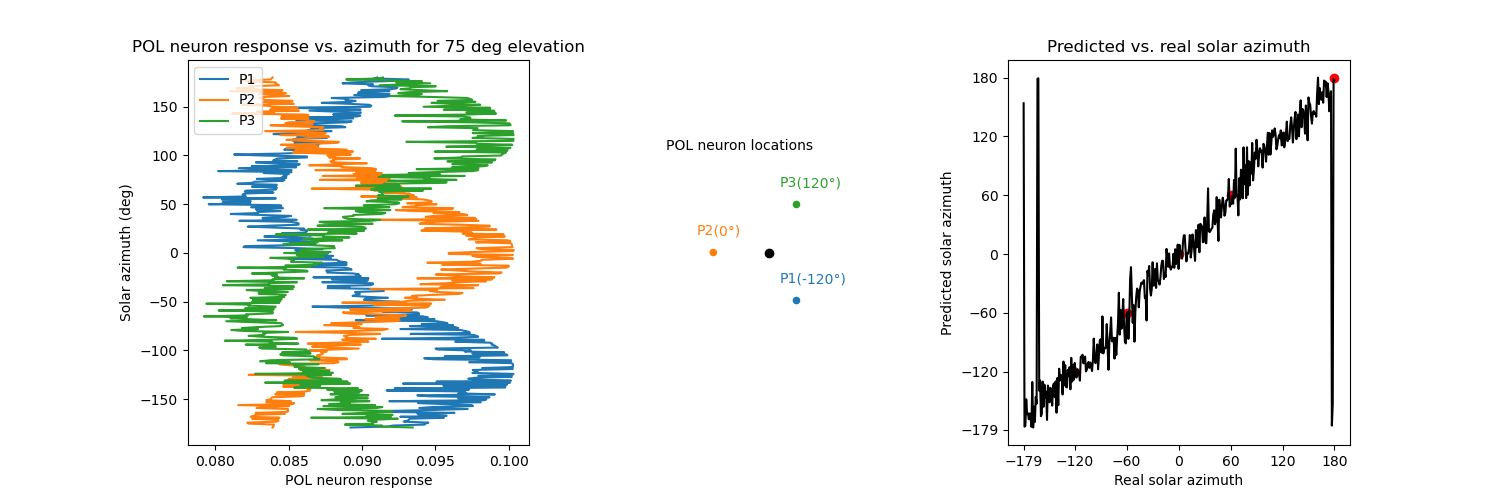 POL neuron response vs. azimuth for 75 deg elevation
P1
P2
P3
150
100
50
0
−50
−100
−150
Solar azimuth (deg)
0.080 0.085 0.090 0.095 0.100
POL neuron response
POL neuron locations
P3(120°)
P2(0°)
P1(-120°)
Predicted vs. real solar azimuth
180
120
60
0
−60
−120
−179
Predicted solar azimuth
−179 −120 −60 0 60 120 180
Real solar azimuth